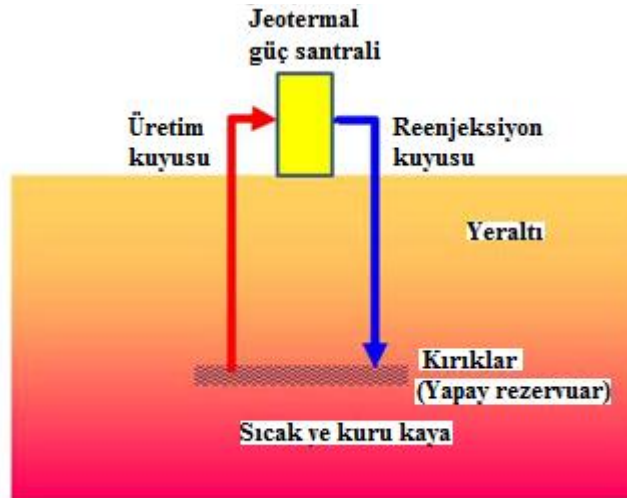 Jeotermal
güç santrali
Üretim
kuyusu
Reenjeksiyon
kuyusu
Yeraltı
Kırıklar
(Yapay rezervuar)
Sıcak ve kuru kaya